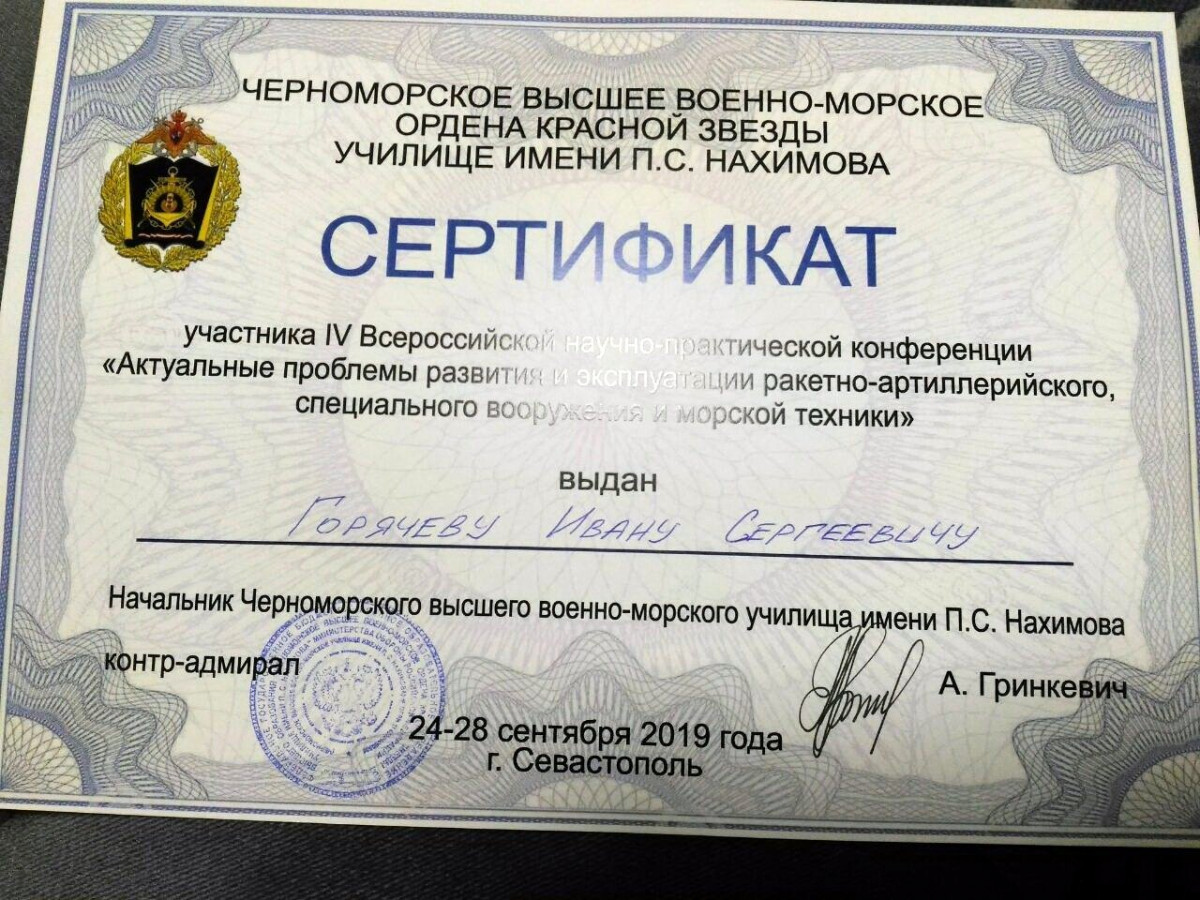 ЧЕРНОМОРСКОЕ ВЫСШЕЕ ВОЕННО-МОРСКОЕ
ОРДЕНА КРАСНОЙ ЗВЕЗДЫ
УЧИЛИЩЕ ИМЕНИ П.С. НАХИМОВА
СЕРТИФИКАТ
участника IV Всероссийской научно-практической конференции
«Актуальные проблемы развития и эксплуатации ракетно-артиллерийского,
специального вооружения и морской техники»
выдан
Горячеву Ивану Сергеевичу
Начальник Черноморского высшего военно-морского училища имени П.С. Нахимова
контр-адмирал
А. Гринкевич
24-28 сентября 2019 года
г. Севастополь